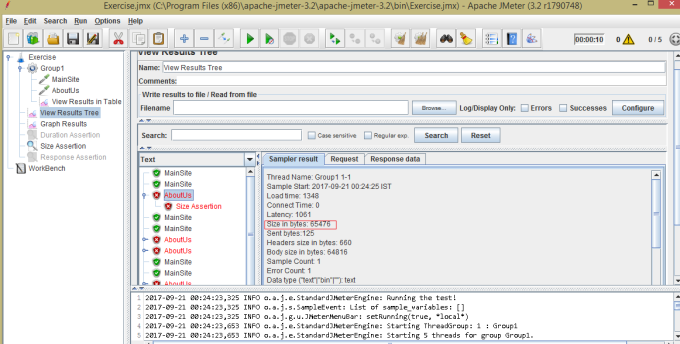 Exercise.jmx (C:\Program Files (x86)\apache-jmeter-3.2\apache-jmeter-3.2\bin\Exercise.jmx) - Apache JMeter (3.2 r1790748)
File Edit Search Run Options Help
00:00:10 0 0 / 5
Exercise
Group1
MainSite
AboutUs
View Results in Table
View Results Tree
Graph Results
Duration Assertion
Size Assertion
Response Assertion
WorkBench
View Results Tree
Name: View Results Tree
Comments:
Write results to file / Read from file
Filename Browse... Log/Display Only: Errors Successes Configure
Search: Case sensitive Regular exp. Search Reset
Text
MainSite
MainSite
AboutUs
Size Assertion
MainSite
MainSite
AboutUs
AboutUs
MainSite
MainSite
AboutUs
Sampler result Request Response data
Thread Name: Group1 1-1
Sample Start: 2017-09-21 00:24:25 IST
Load time: 1348
Connect Time: 0
Latency: 1061
Size in bytes: 65476
Sent bytes:125
Headers size in bytes: 660
Body size in bytes: 64816
Sample Count: 1
Error Count: 1
Data type ("text"|"bin"|""): text
1 2017-09-21 00:24:23,325 INFO o.a.j.e.StandardJMeterEngine: Running the test!
2 2017-09-21 00:24:23,325 INFO o.a.j.s.SampleEvent: List of sample_variables: []
3 2017-09-21 00:24:23,325 INFO o.a.j.g.u.JMeterMenuBar: setRunning(true, *local*)
4 2017-09-21 00:24:23,653 INFO o.a.j.e.StandardJMeterEngine: Starting ThreadGroup: 1 : Group1
5 2017-09-21 00:24:23,653 INFO o.a.j.e.StandardJMeterEngine: Starting 5 threads for group Group1.